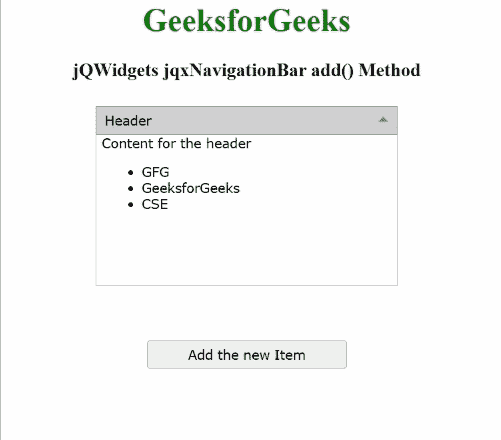 GeeksforGeeks
jQWidgets jqxNavigationBar add() Method
Header
Content for the header
GFG
GeeksforGeeks
CSE
Add the new Item